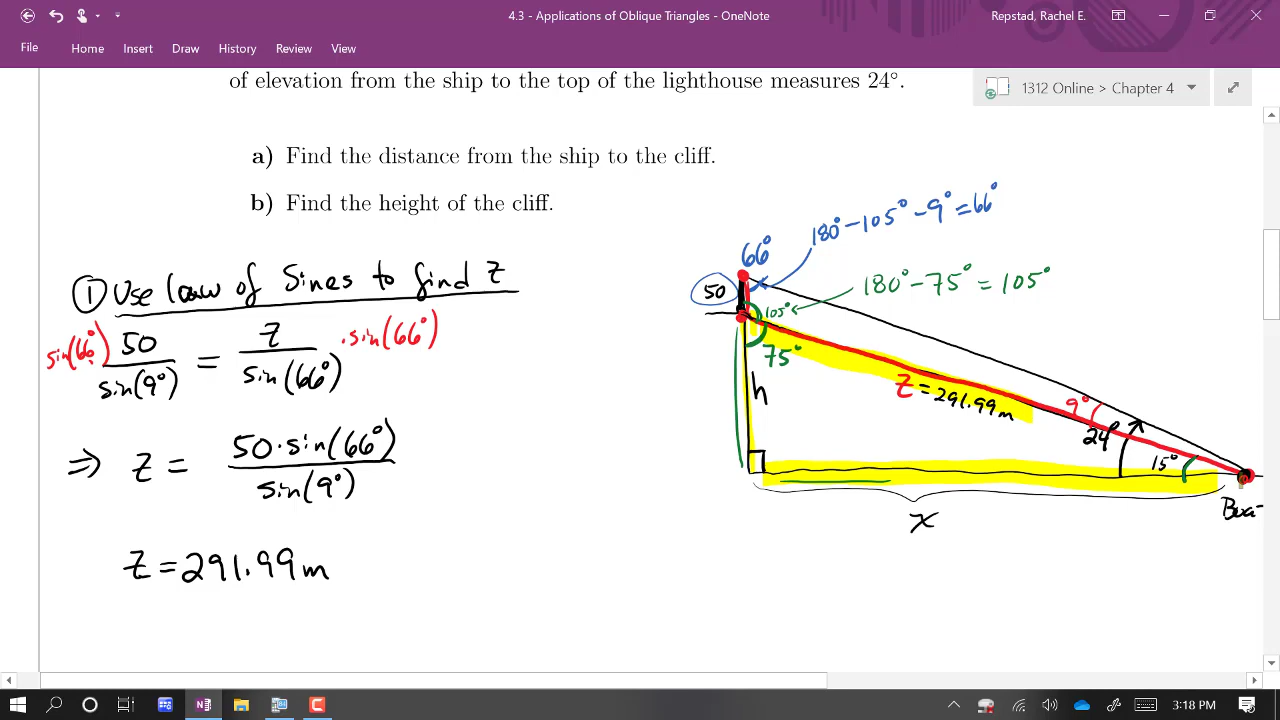 4.3 - Applications of Oblique Triangles - OneNote
Repstad, Rachel E.
File Home Insert Draw History Review View
of elevation from the ship to the top of the lighthouse measures 24°.
1312 Online > Chapter 4
a) Find the distance from the ship to the cliff.
b) Find the height of the cliff.
① Use law of Sines to find z
sin(66°) 50/sin(9°) = z/sin(66°) · sin(66°)
⇒ z = 50·sin(66°)/sin(9°)
z = 291.99 m
180° - 105° - 9° = 66°
66°
50
105°
180° - 75° = 105°
75°
h
z = 291.99 m
9°
24°
15°
x
Boa
3:18 PM